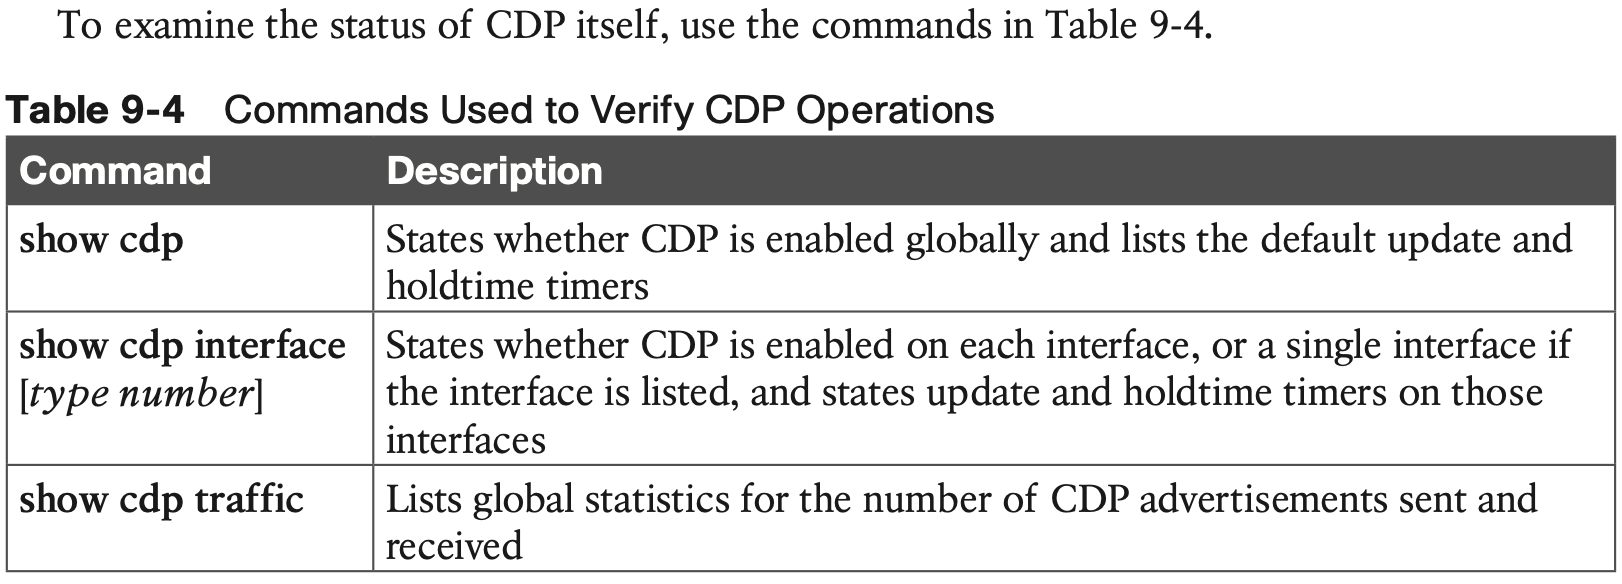 To examine the status of CDP itself, use the commands in Table 9-4.
Table 9-4 Commands Used to Verify CDP Operations
Command Description
show cdp States whether CDP is enabled globally and lists the default update and
holdtime timers
show cdp interface States whether CDP is enabled on each interface, or a single interface if
[type number] the interface is listed, and states update and holdtime timers on those
interfaces
show cdp traffic Lists global statistics for the number of CDP advertisements sent and
received